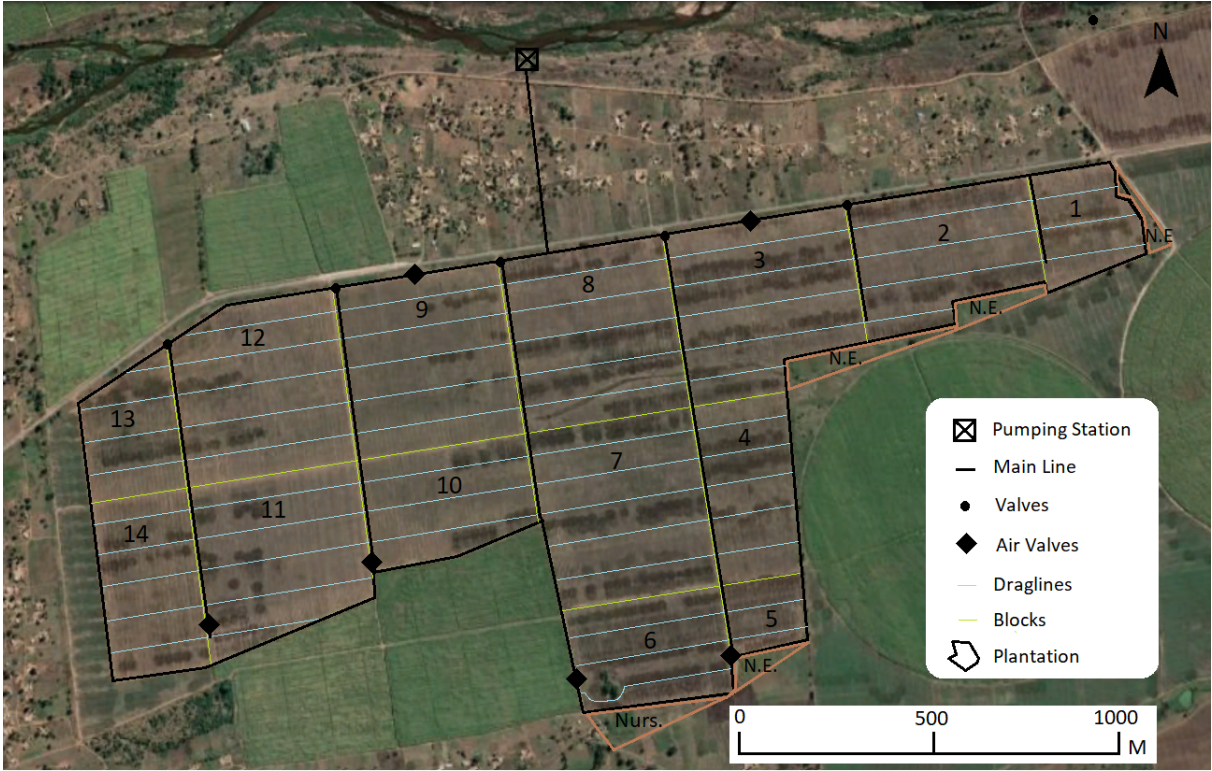 N
1
N.E
2
3
8
9
12
N.E.
N.E.
13
4
7
10
11
14
5
6
N.E.
Nurs.
Pumping Station
Main Line
Valves
Air Valves
Draglines
Blocks
Plantation
0 500 1000
M